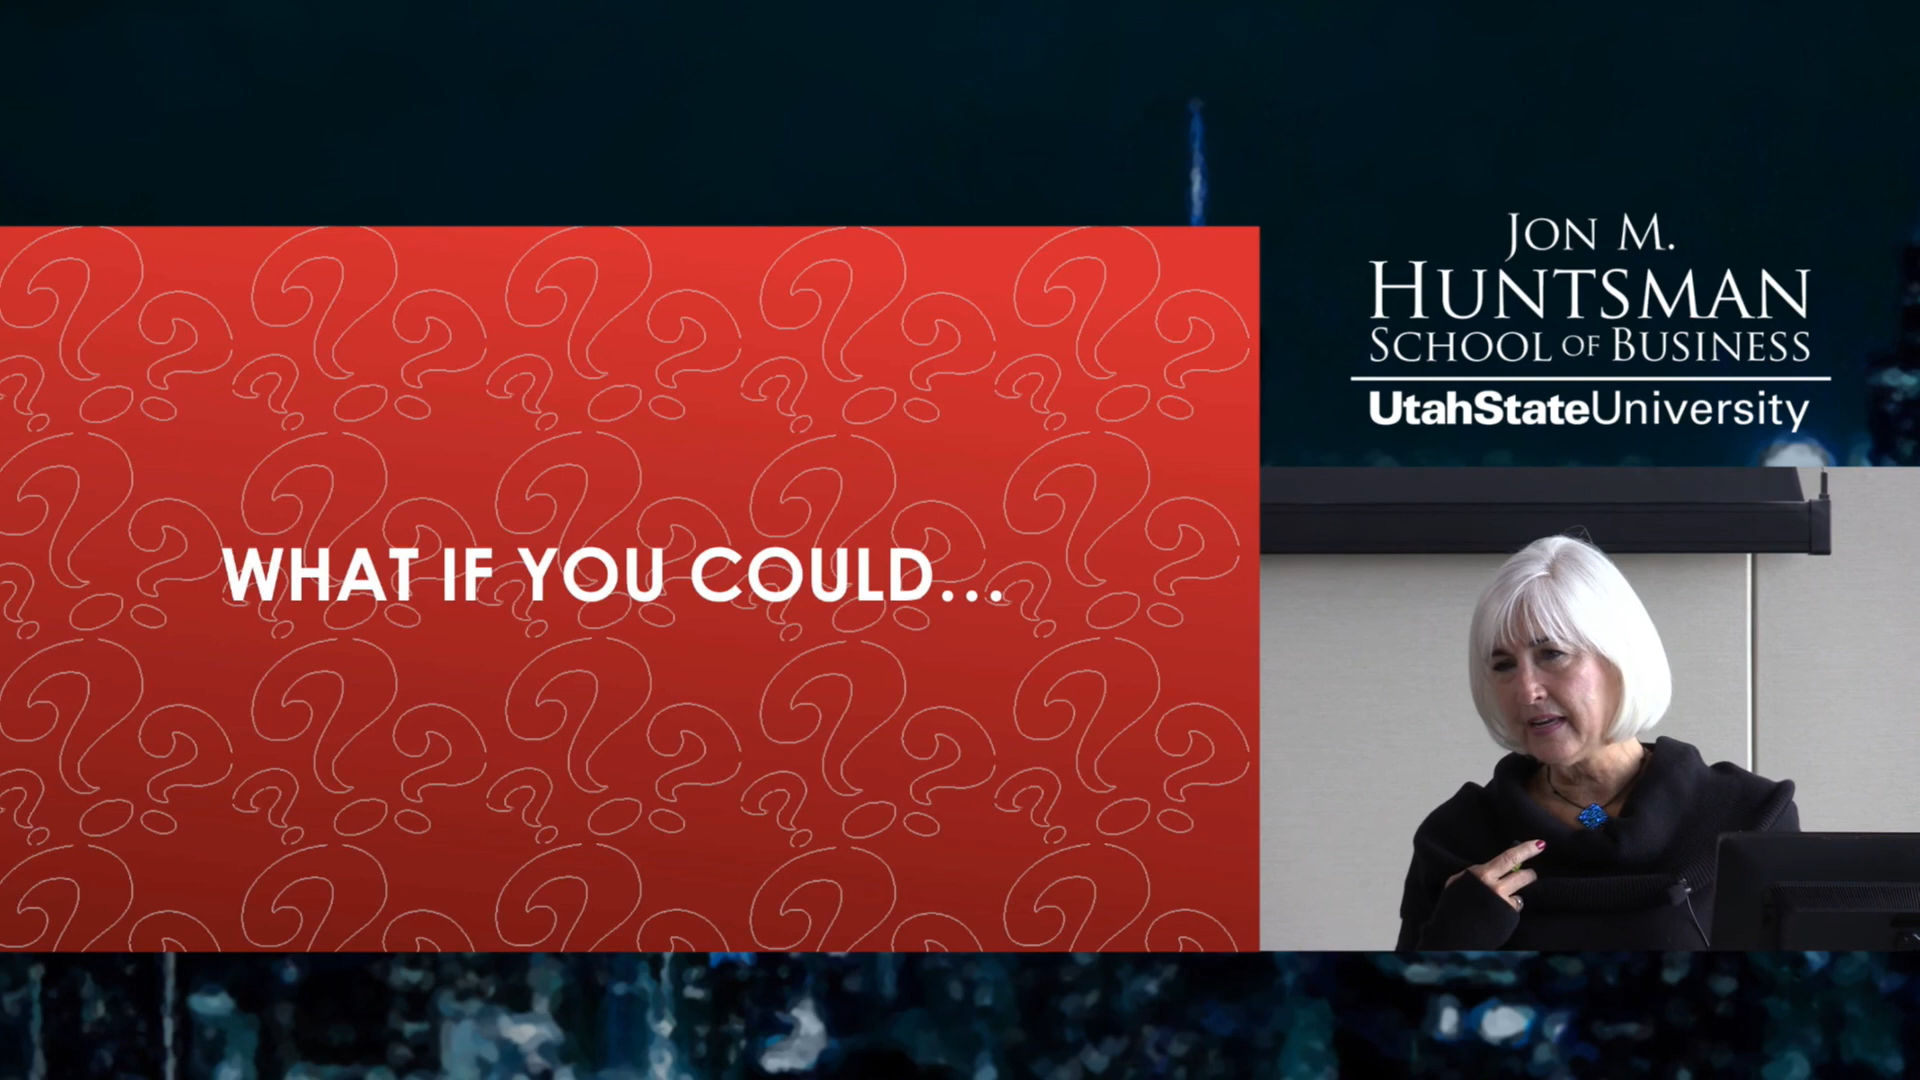 WHAT IF YOU COULD...
JON M.
HUNTSMAN
SCHOOL OF BUSINESS
UtahStateUniversity